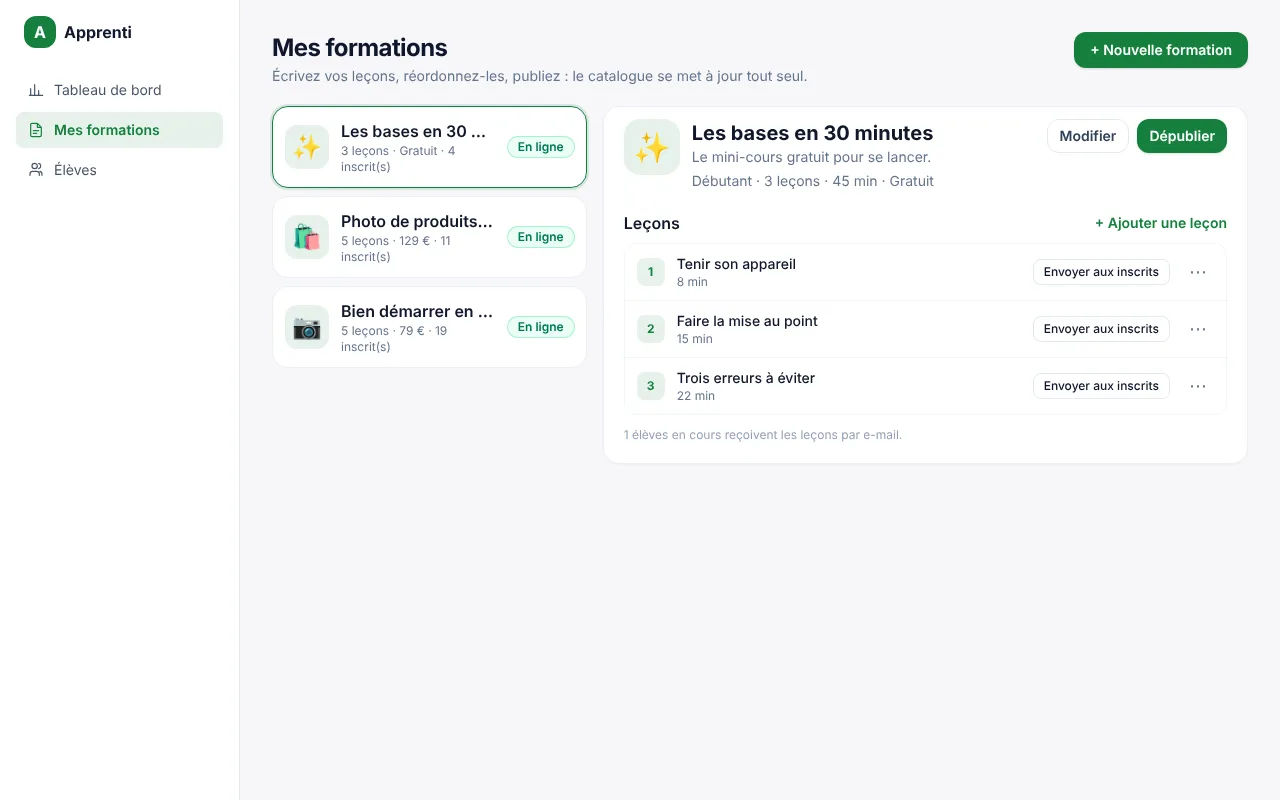 A Apprenti
Tableau de bord
Mes formations
Élèves
Mes formations
Écrivez vos leçons, réordonnez-les, publiez : le catalogue se met à jour tout seul.
+ Nouvelle formation
Les bases en 30 ...
3 leçons · Gratuit · 4
inscrit(s)
En ligne
Photo de produits...
5 leçons · 129 € · 11
inscrit(s)
En ligne
Bien démarrer en ...
5 leçons · 79 € · 19
inscrit(s)
En ligne
Les bases en 30 minutes
Le mini-cours gratuit pour se lancer.
Débutant · 3 leçons · 45 min · Gratuit
Modifier
Dépublier
Leçons
+ Ajouter une leçon
1
Tenir son appareil
8 min
Envoyer aux inscrits
2
Faire la mise au point
15 min
Envoyer aux inscrits
3
Trois erreurs à éviter
22 min
Envoyer aux inscrits
1 élèves en cours reçoivent les leçons par e-mail.